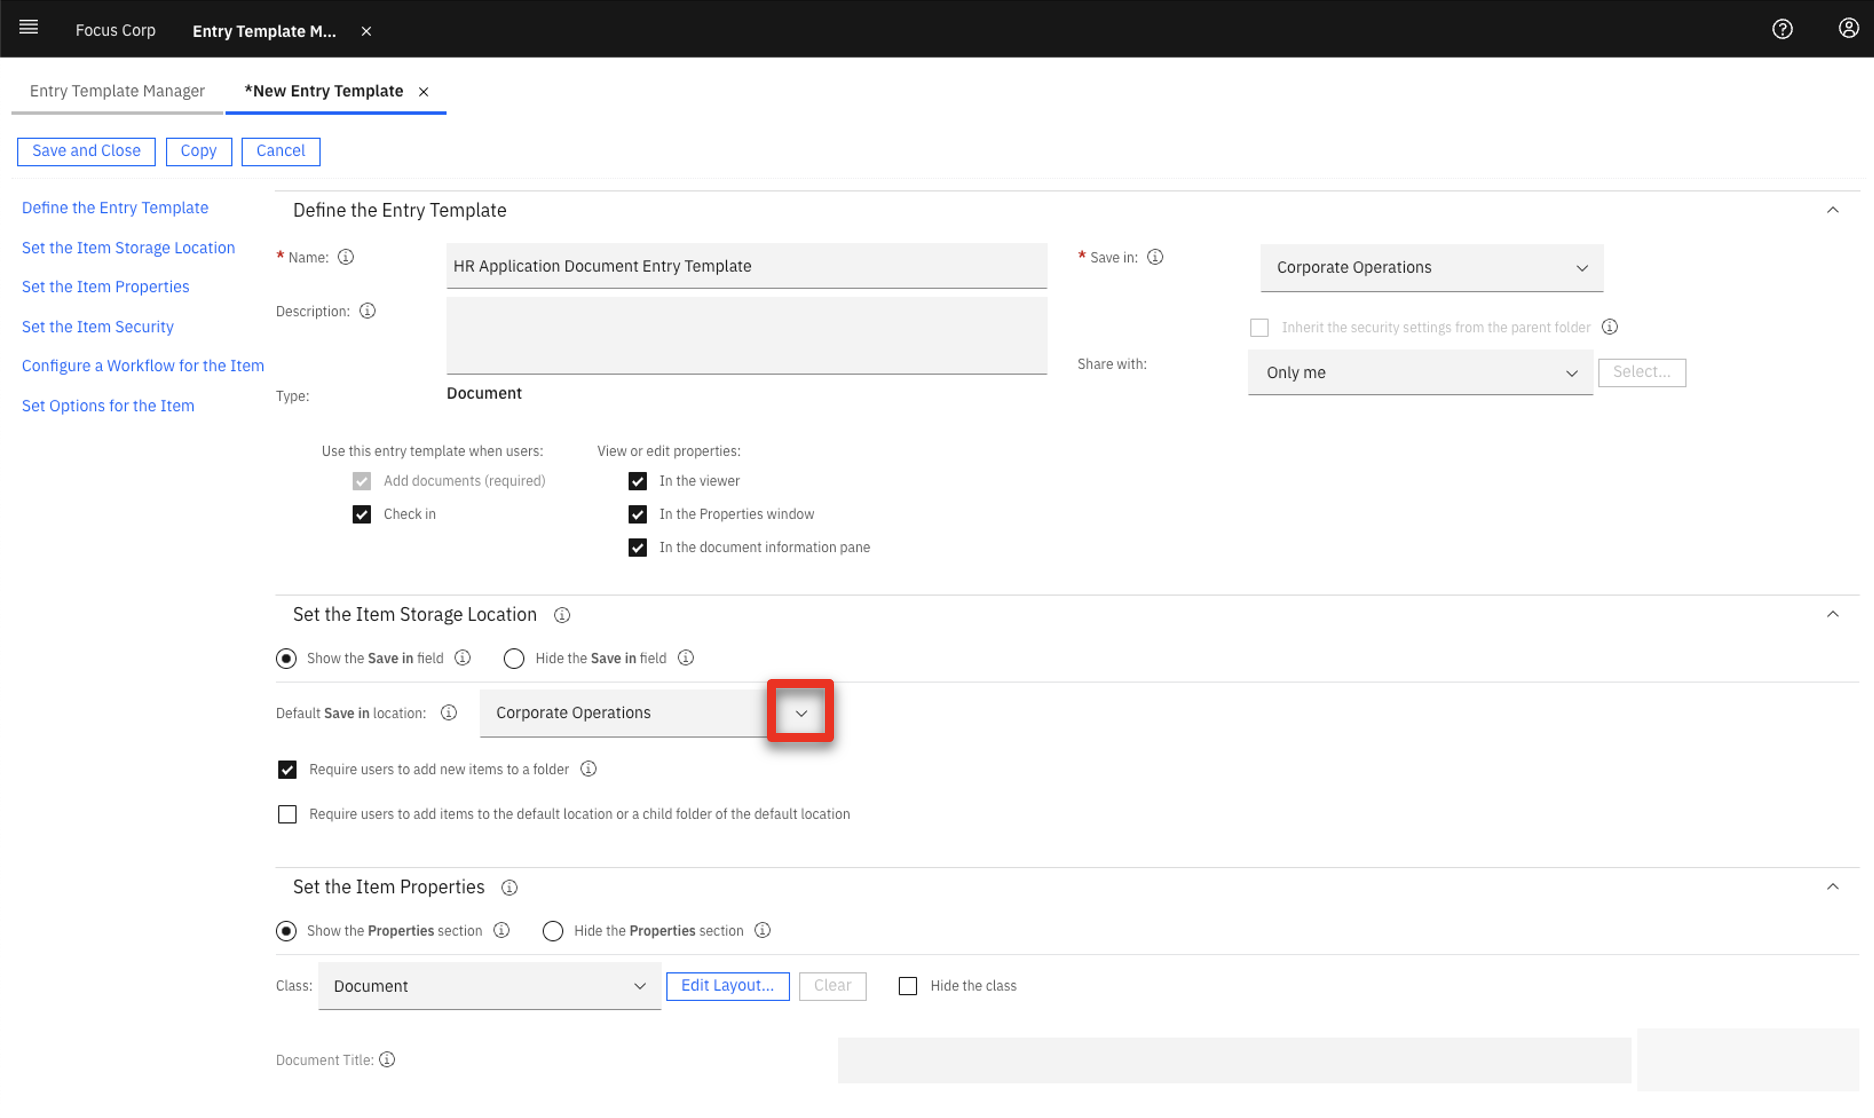 Focus Corp
Entry Template M...
Entry Template Manager
*New Entry Template
Save and Close
Copy
Cancel
Define the Entry Template
Set the Item Storage Location
Set the Item Properties
Set the Item Security
Configure a Workflow for the Item
Set Options for the Item
Define the Entry Template
* Name:
HR Application Document Entry Template
* Save in:
Corporate Operations
Description:
Inherit the security settings from the parent folder
Share with:
Only me
Select...
Type:
Document
Use this entry template when users:
View or edit properties:
Add documents (required)
In the viewer
Check in
In the Properties window
In the document information pane
Set the Item Storage Location
Show the Save in field
Hide the Save in field
Default Save in location:
Corporate Operations
Require users to add new items to a folder
Require users to add items to the default location or a child folder of the default location
Set the Item Properties
Show the Properties section
Hide the Properties section
Class:
Document
Edit Layout...
Clear
Hide the class
Document Title: